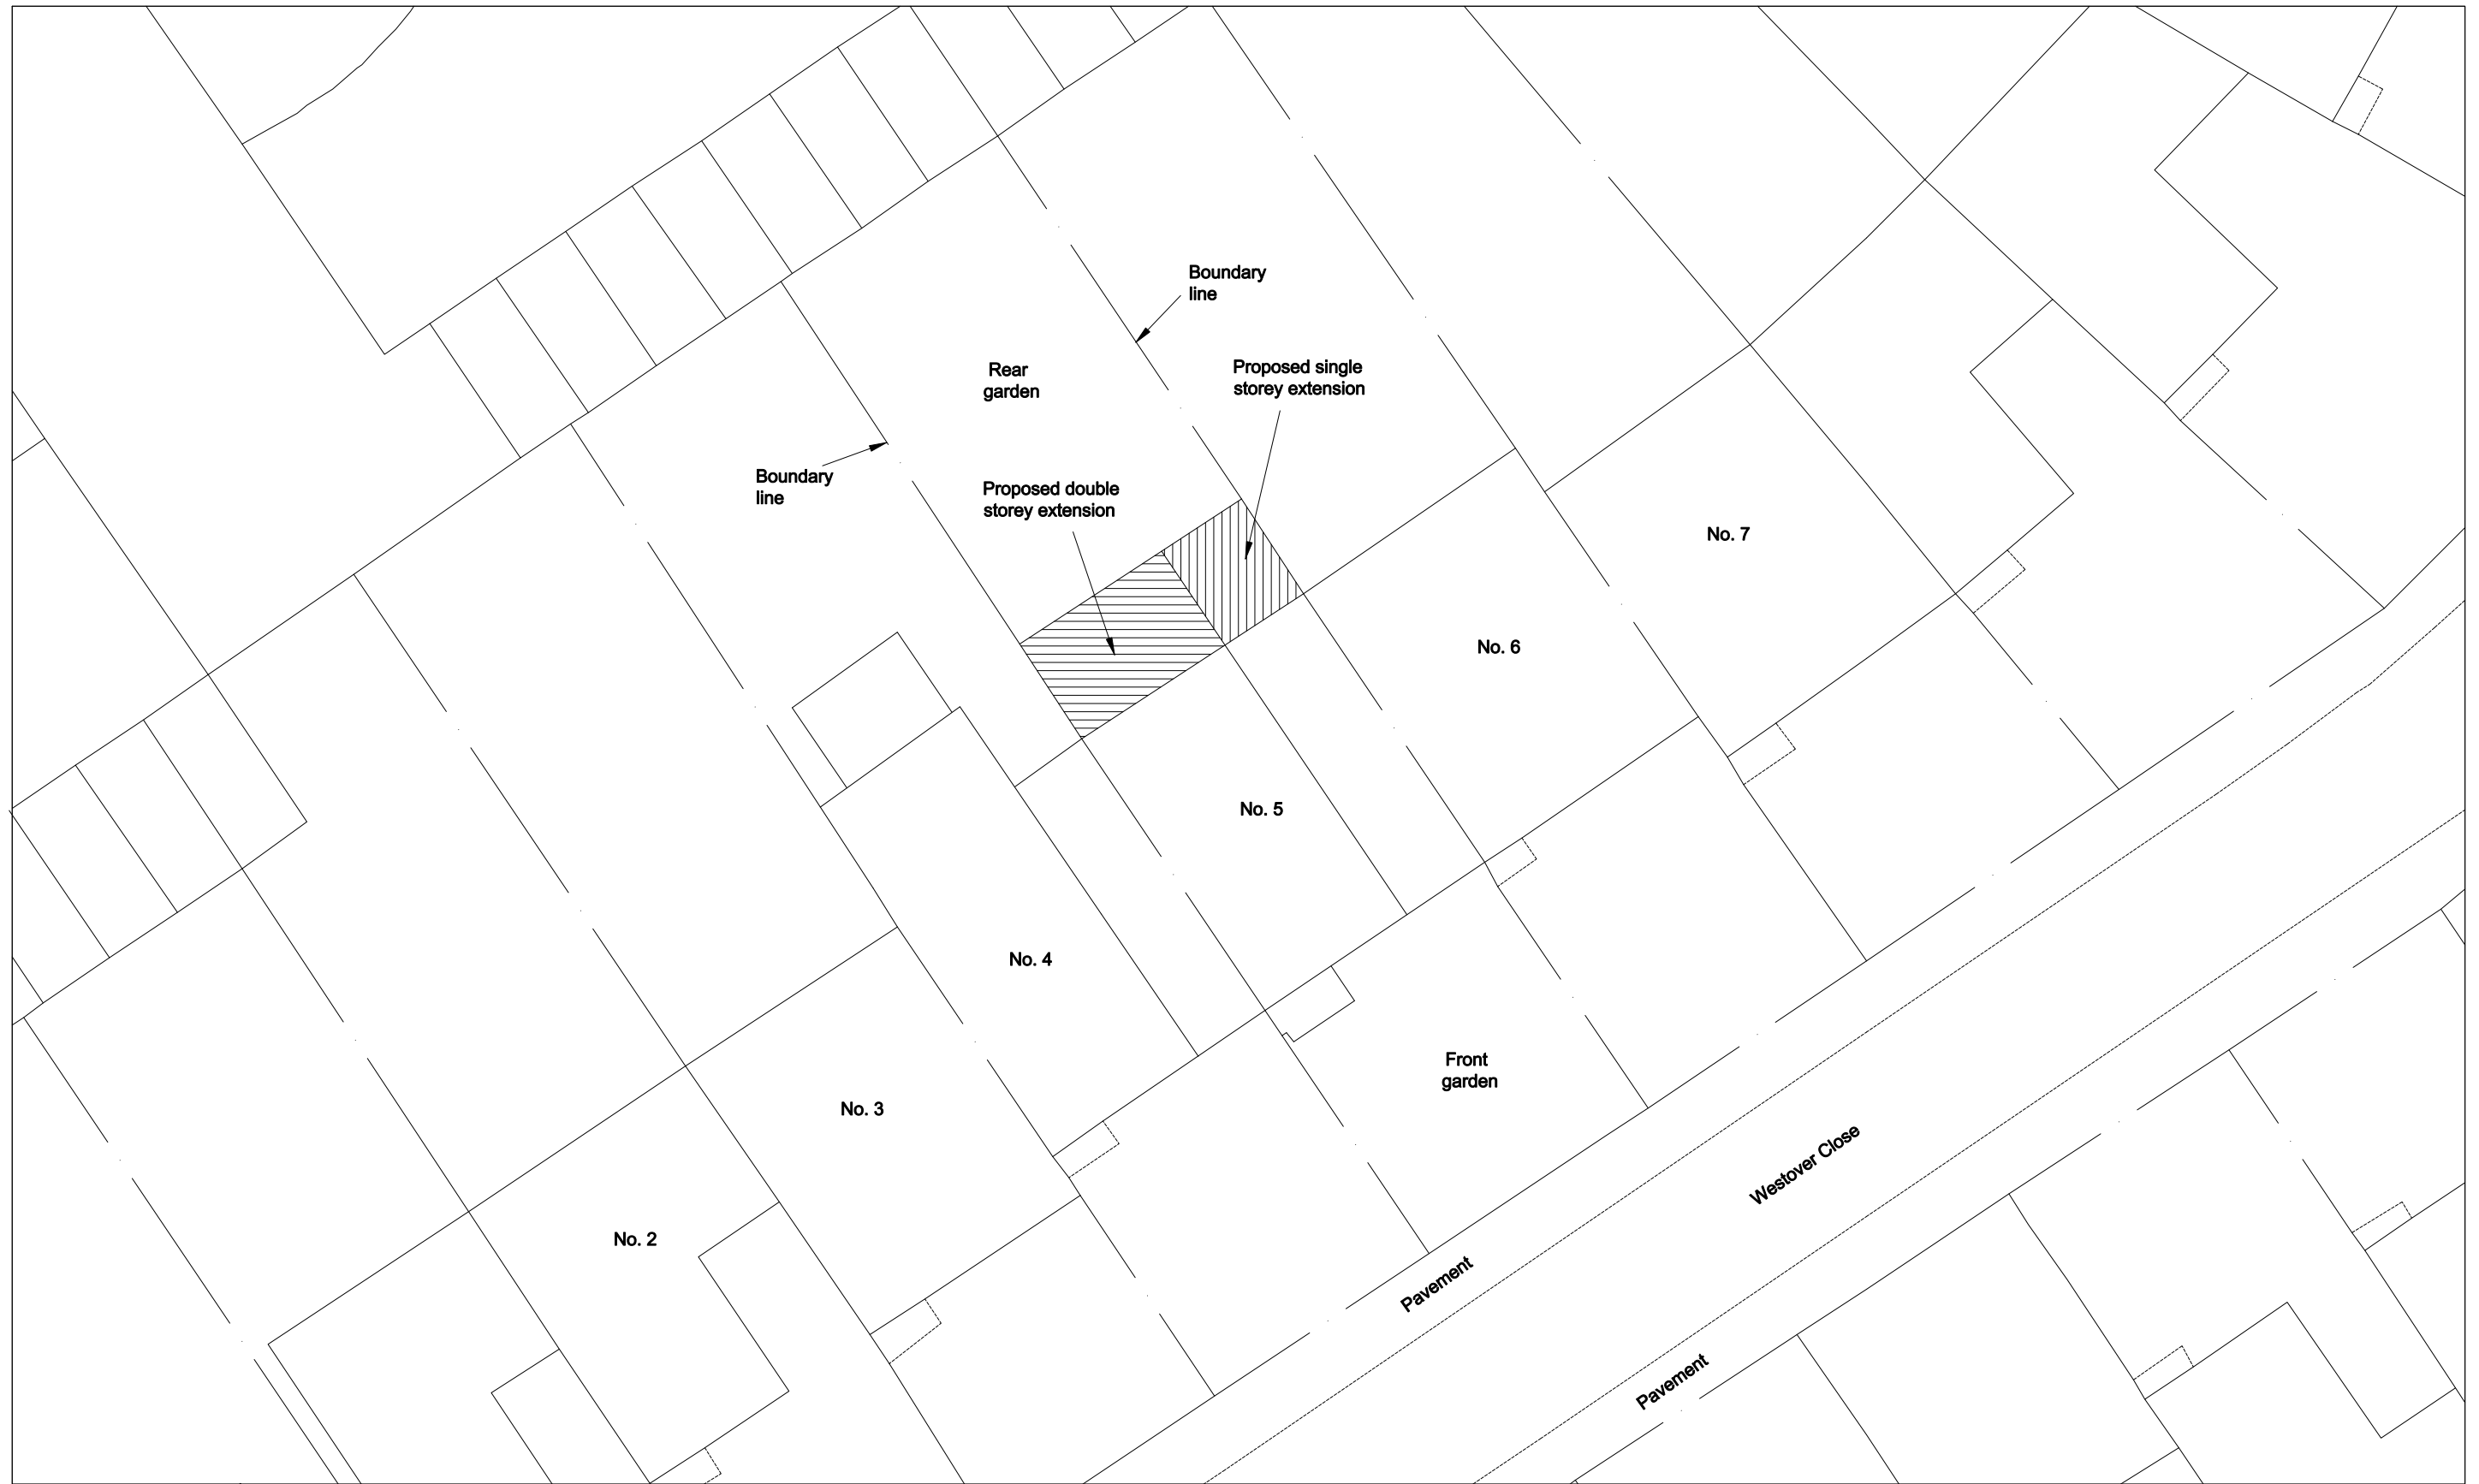 Boundary
line
Rear
garden
Proposed single
storey extension
Boundary
line
Proposed double
storey extension
No. 7
No. 6
No. 5
No. 4
Front
garden
No. 3
No. 2
Westover Close
Pavement
Pavement